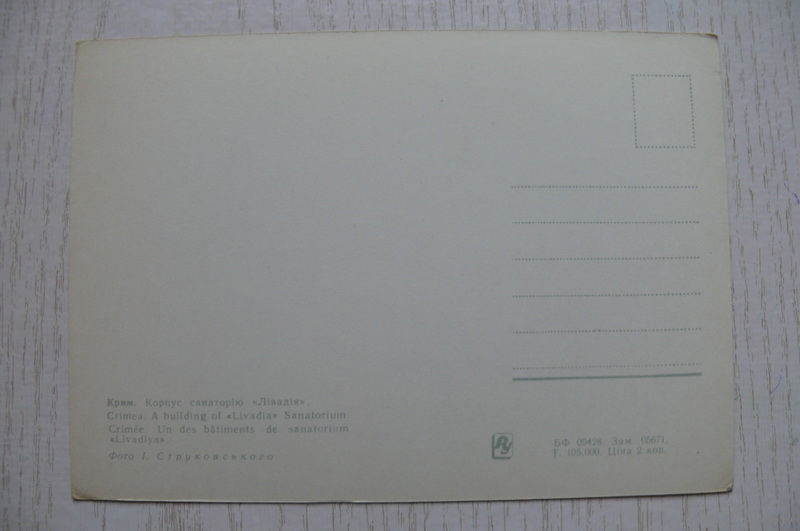 Крим. Корпус санаторію «Лівадія».
Crimea. A building of «Livadia» Sanatorium.
Crimée. Un des bâtiments de sanatorium
«Livadiya»
Фото І. Струковського
БФ 09428. Зам. 05671.
Т. 105.000. Ціна 2 коп.